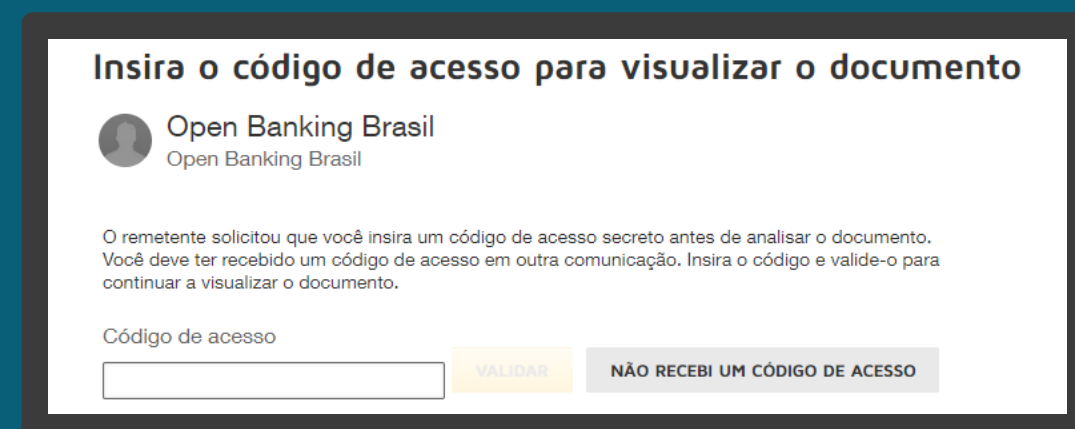 Insira o código de acesso para visualizar o documento
Open Banking Brasil
Open Banking Brasil
O remetente solicitou que você insira um código de acesso secreto antes de analisar o documento.
Você deve ter recebido um código de acesso em outra comunicação. Insira o código e valide-o para
continuar a visualizar o documento.
Código de acesso
VALIDAR
NÃO RECEBI UM CÓDIGO DE ACESSO